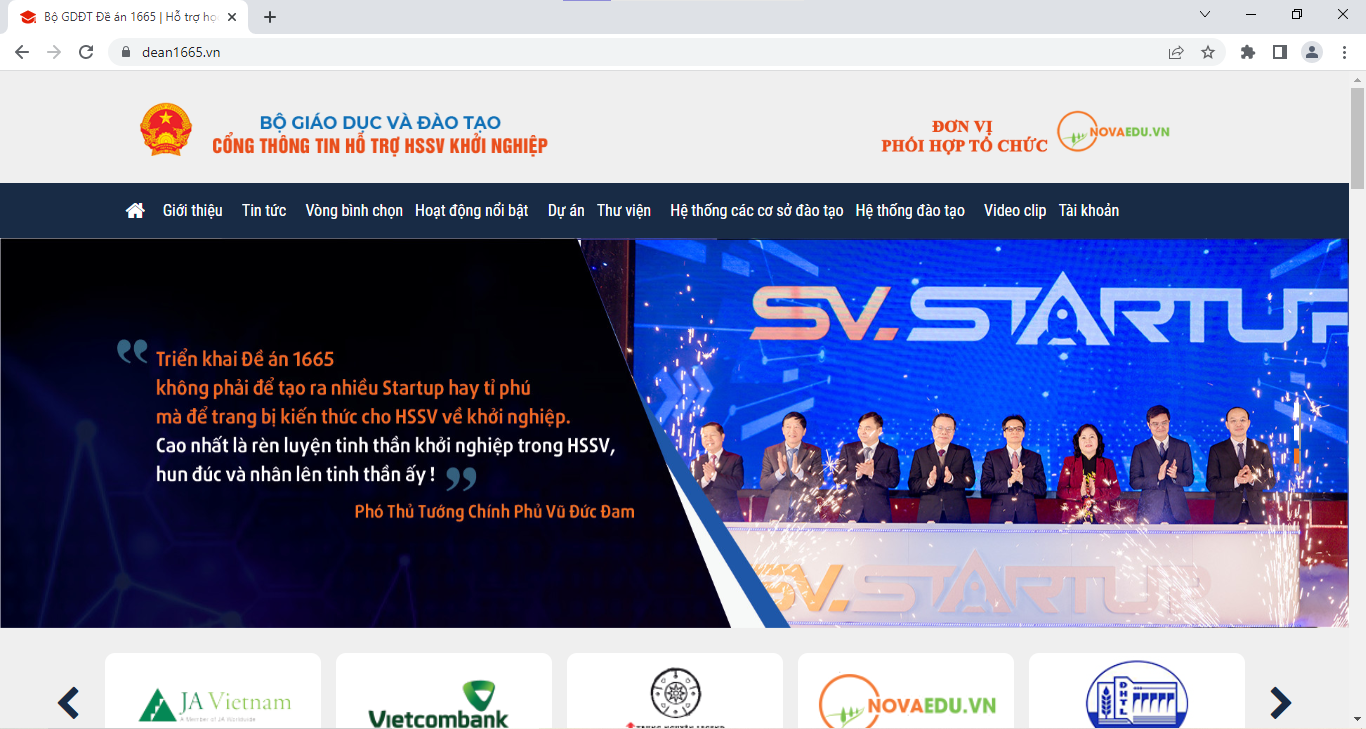 Bộ GDĐT Đề án 1665 | Hỗ trợ họ
dean1665.vn
BỘ GIÁO DỤC VÀ ĐÀO TẠO
CỔNG THÔNG TIN HỖ TRỢ HSSV KHỞI NGHIỆP
ĐƠN VỊ
PHỐI HỢP TỔ CHỨC
NOVAEDU.VN
Giới thiệu Tin tức Vòng bình chọn Hoạt động nổi bật Dự án Thư viện Hệ thống các cơ sở đào tạo Hệ thống đào tạo Video clip Tài khoản
SV.STARTUP
Triển khai Đề án 1665
không phải để tạo ra nhiều Startup hay tỉ phú
mà để trang bị kiến thức cho HSSV về khởi nghiệp.
Cao nhất là rèn luyện tinh thần khởi nghiệp trong HSSV,
hun đúc và nhân lên tinh thần ấy !
Phó Thủ Tướng Chính Phủ Vũ Đức Đam
SV.STARTUP
JA Vietnam
A Member of JA Worldwide
Vietcombank
NOVAEDU.VN
ĐHTL